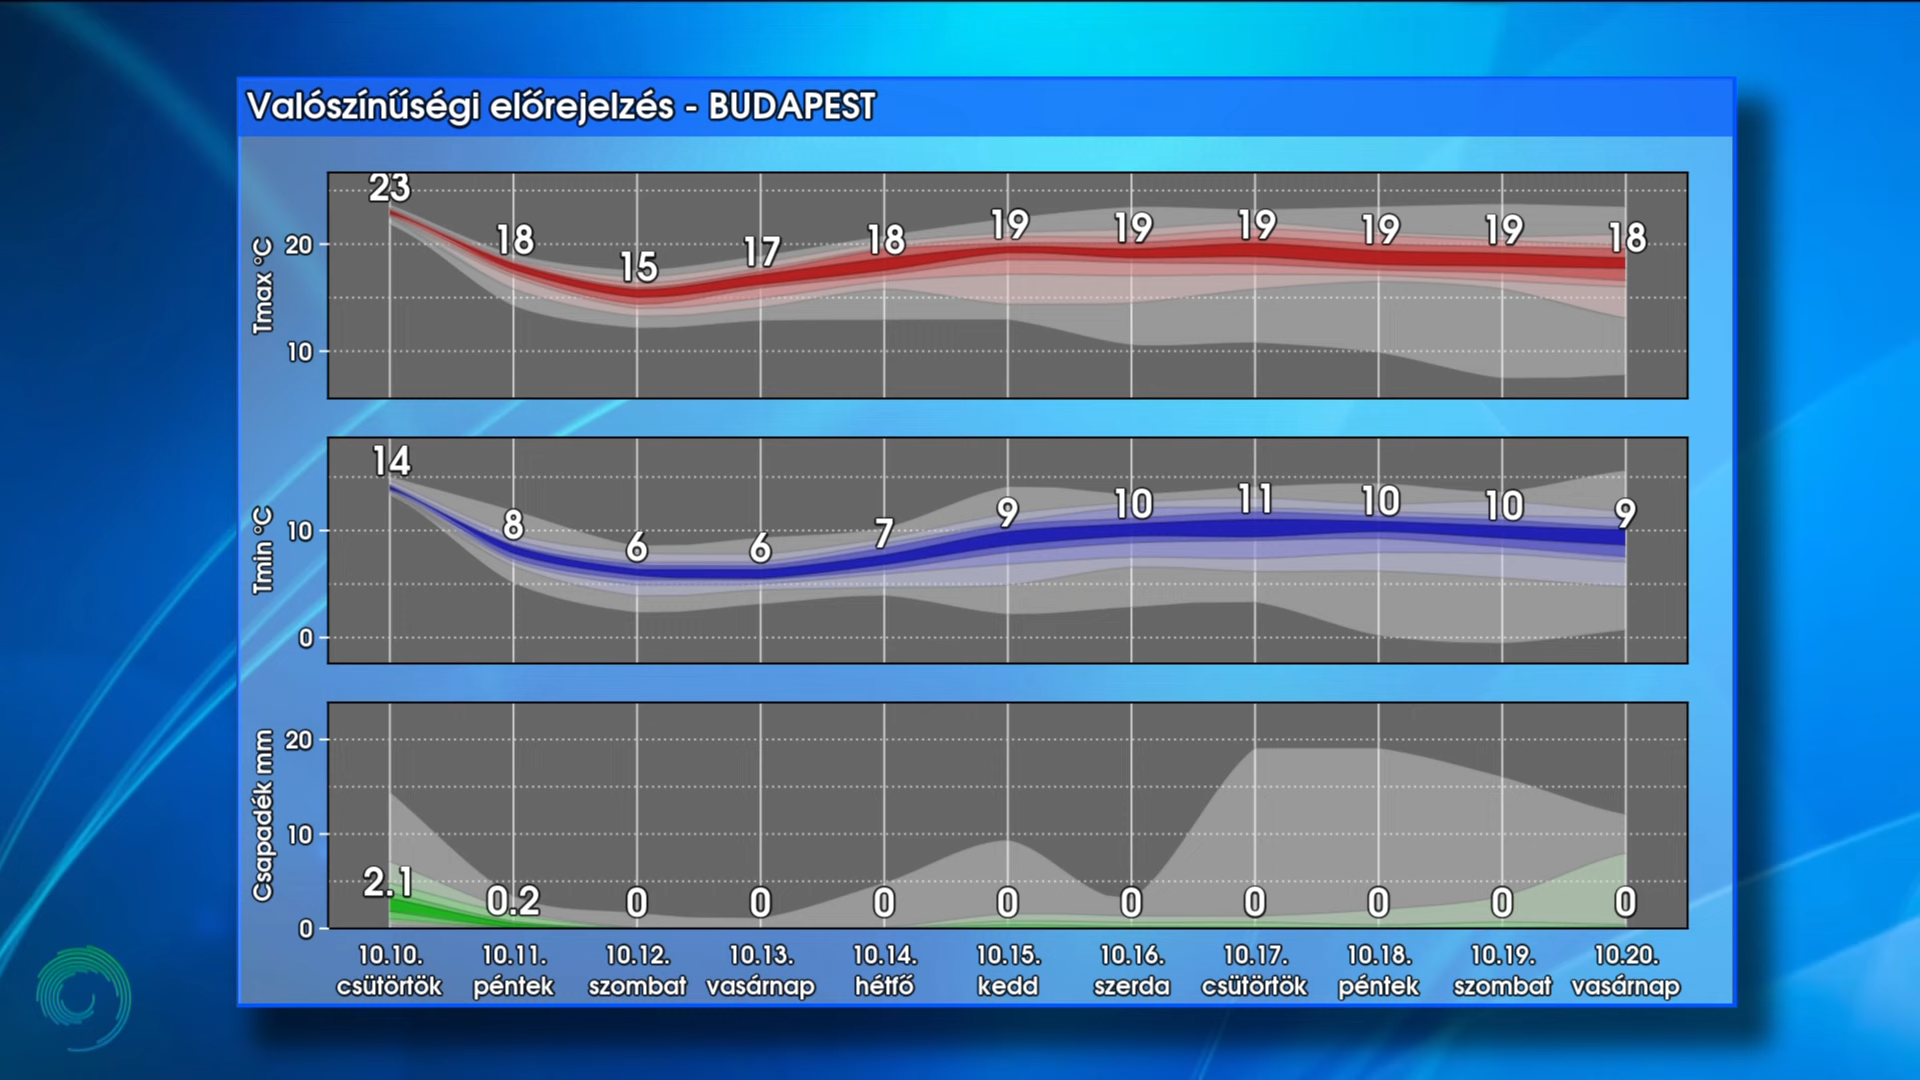 Valószínűségi előrejelzés - BUDAPEST
Tmax °C
20
10
23 18 15 17 18 19 19 19 19 19 18
Tmin °C
10
0
14 8 6 6 7 9 10 11 10 10 9
Csapadék mm
20
10
0
2.1 0.2 0 0 0 0 0 0 0 0 0
10.10. 10.11. 10.12. 10.13. 10.14. 10.15. 10.16. 10.17. 10.18. 10.19. 10.20.
csütörtök péntek szombat vasárnap hétfő kedd szerda csütörtök péntek szombat vasárnap